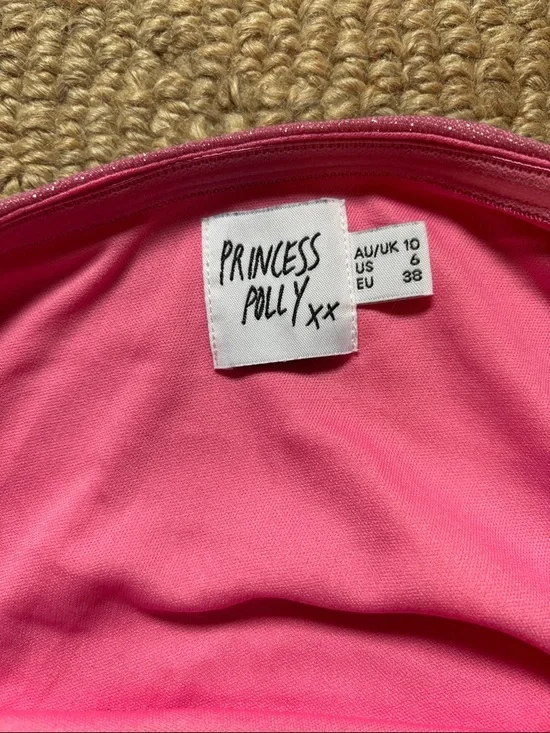 PRINCESS
POLLY xx
AU/UK 10
US 6
EU 38